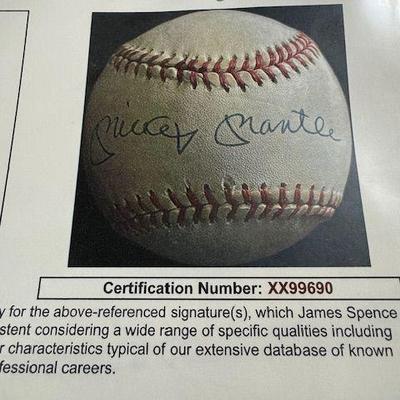 Mickey Mantle
Certification Number: XX99690
y for the above-referenced signature(s), which James Spence
stent considering a wide range of specific qualities including
r characteristics typical of our extensive database of known
fessional careers.